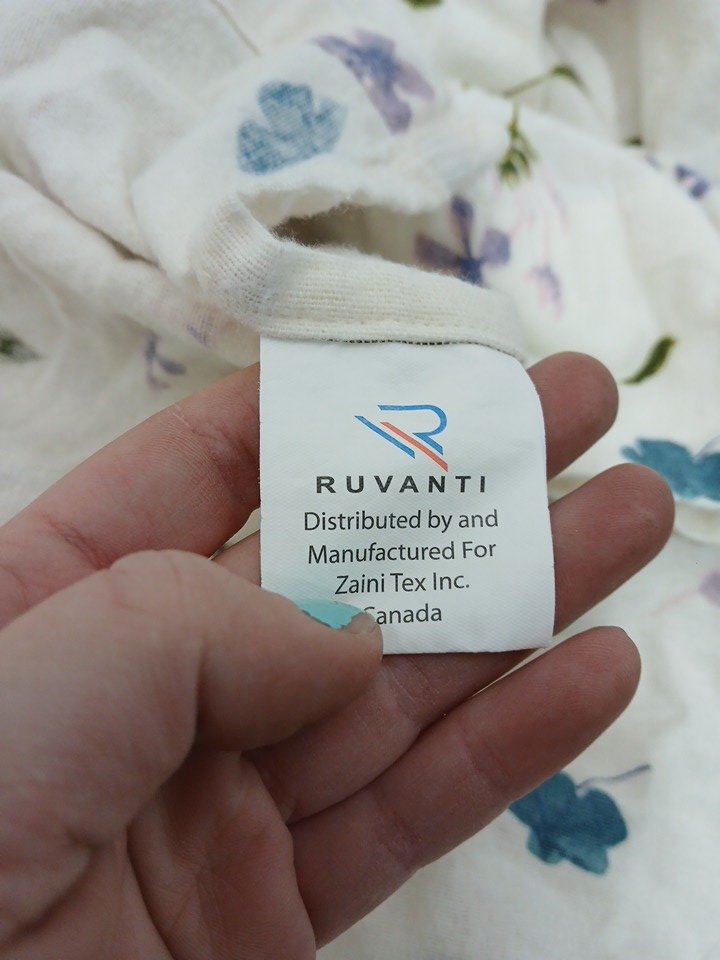 RUVANTI
Distributed by and
Manufactured For
Zaini Tex Inc.
Canada